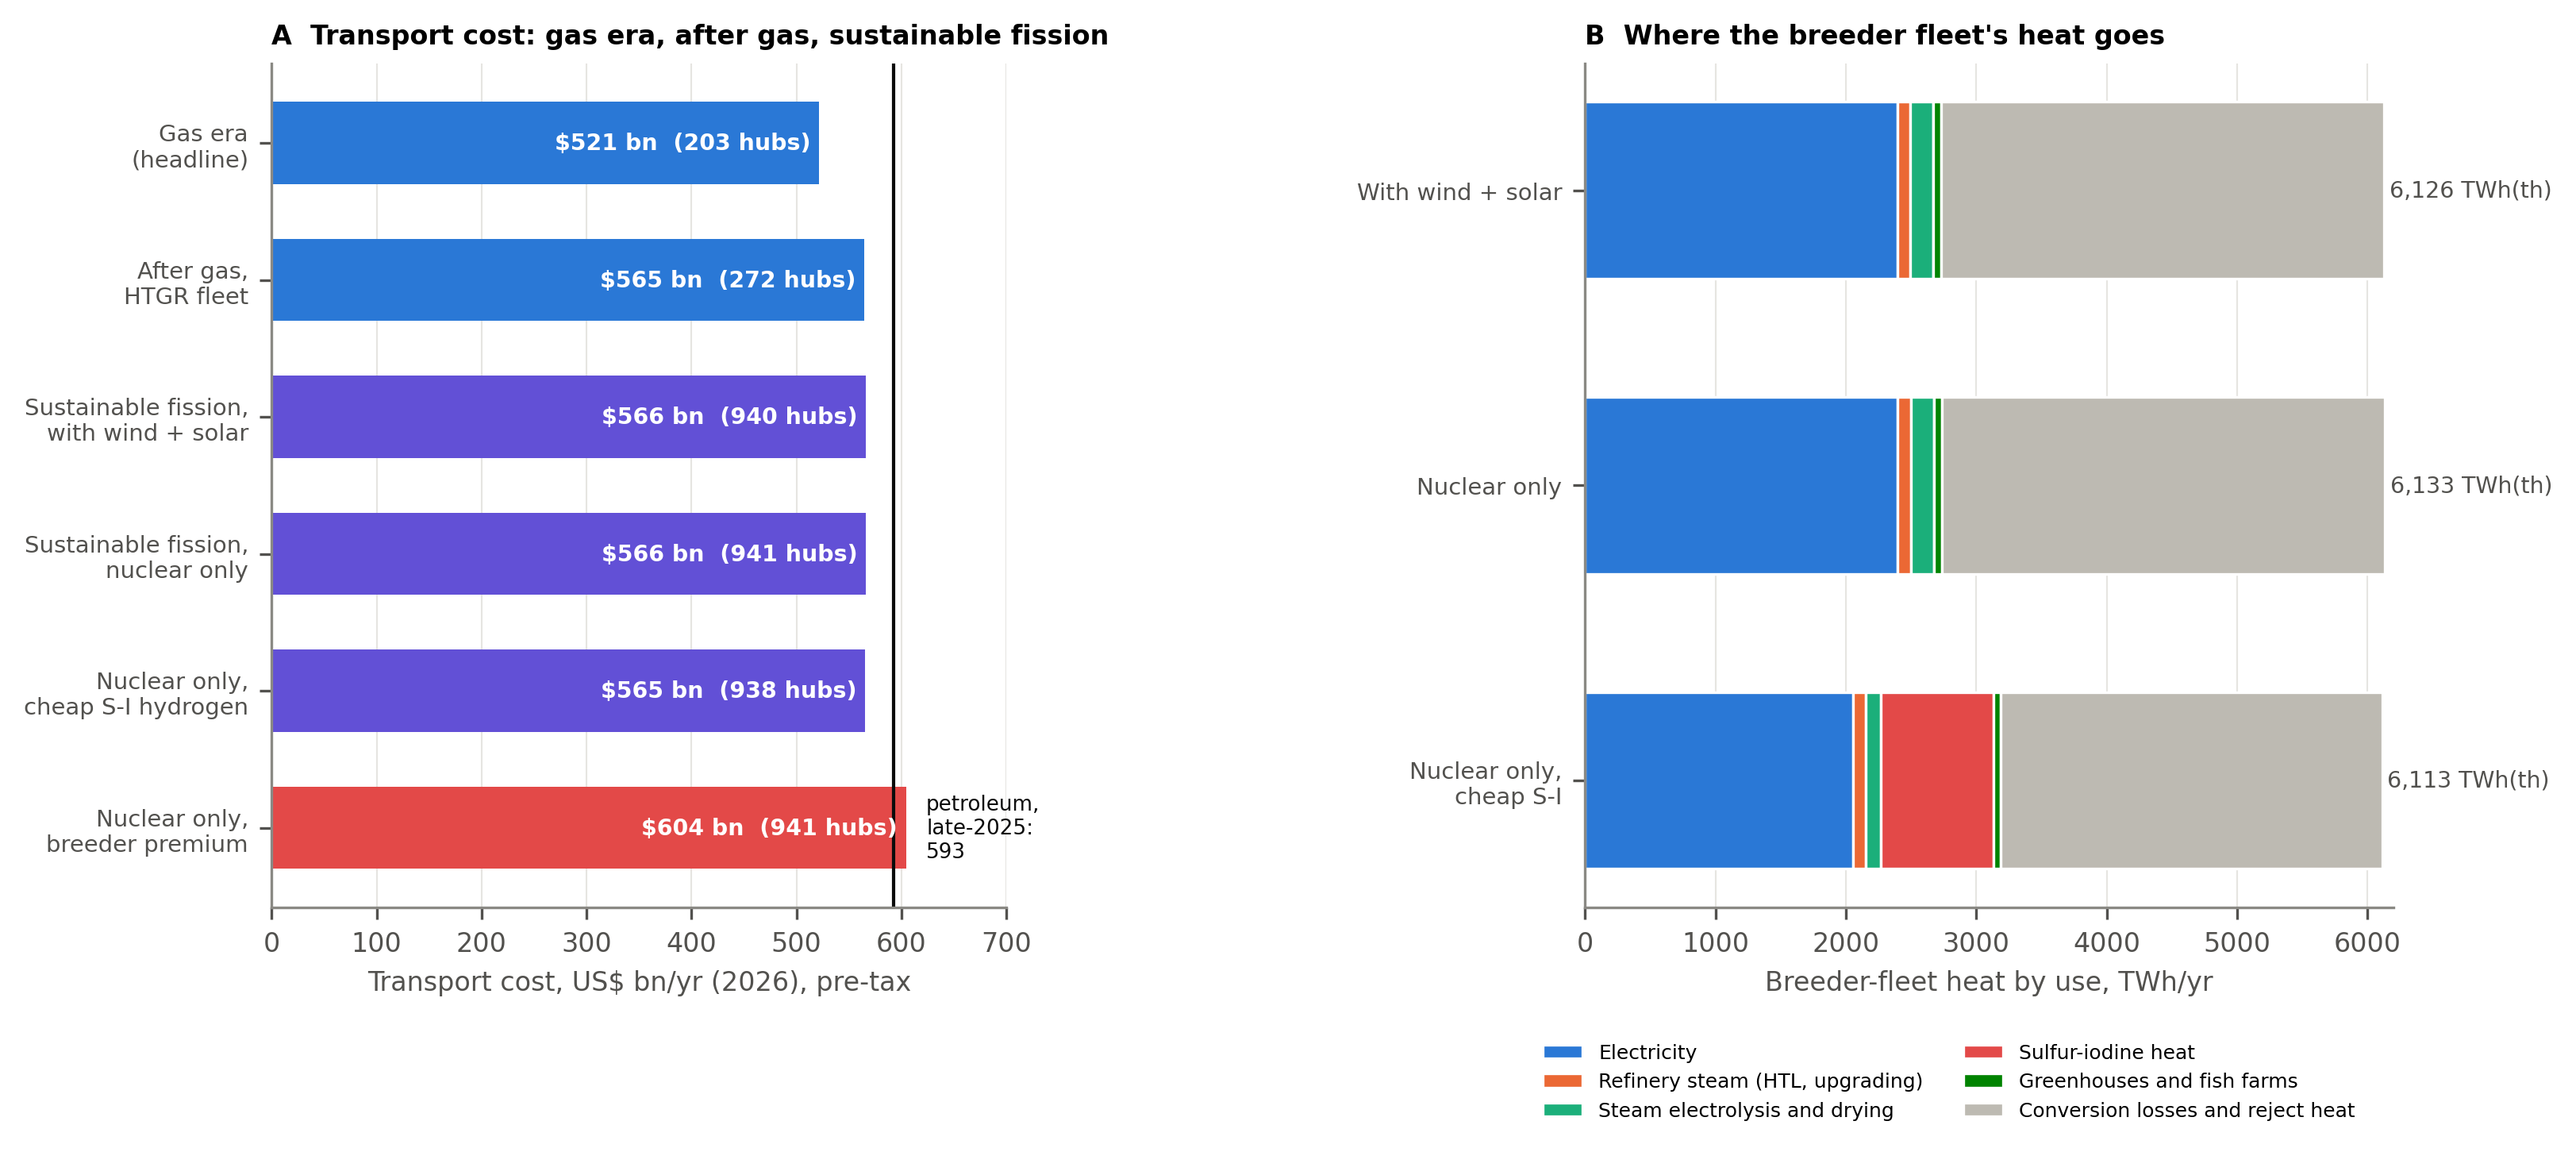 A  Transport cost: gas era, after gas, sustainable fission
Gas era
(headline)
$521 bn  (203 hubs)
After gas,
HTGR fleet
$565 bn  (272 hubs)
Sustainable fission,
with wind + solar
$566 bn  (940 hubs)
Sustainable fission,
nuclear only
$566 bn  (941 hubs)
Nuclear only,
cheap S-I hydrogen
$565 bn  (938 hubs)
Nuclear only,
breeder premium
$604 bn  (941 hubs)
petroleum,
late-2025:
593
0 100 200 300 400 500 600 700
Transport cost, US$ bn/yr (2026), pre-tax
B  Where the breeder fleet's heat goes
With wind + solar
6,126 TWh(th)
Nuclear only
6,133 TWh(th)
Nuclear only,
cheap S-I
6,113 TWh(th)
0 1000 2000 3000 4000 5000 6000
Breeder-fleet heat by use, TWh/yr
Electricity
Refinery steam (HTL, upgrading)
Steam electrolysis and drying
Sulfur-iodine heat
Greenhouses and fish farms
Conversion losses and reject heat